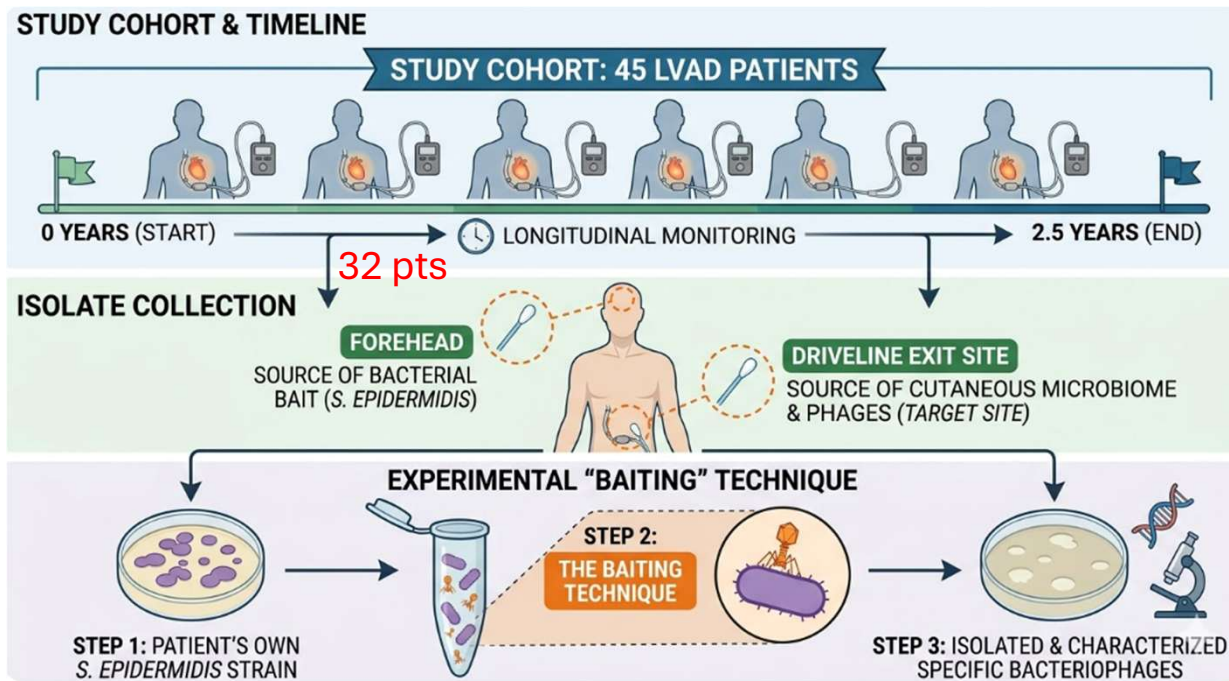 STUDY COHORT & TIMELINE
STUDY COHORT: 45 LVAD PATIENTS
0 YEARS (START)
LONGITUDINAL MONITORING
2.5 YEARS (END)
32 pts
ISOLATE COLLECTION
FOREHEAD
SOURCE OF BACTERIAL
BAIT (S. EPIDERMIDIS)
DRIVELINE EXIT SITE
SOURCE OF CUTANEOUS MICROBIOME
& PHAGES (TARGET SITE)
EXPERIMENTAL “BAITING” TECHNIQUE
STEP 1: PATIENT'S OWN
S. EPIDERMIDIS STRAIN
STEP 2:
THE BAITING
TECHNIQUE
STEP 3: ISOLATED & CHARACTERIZED
SPECIFIC BACTERIOPHAGES